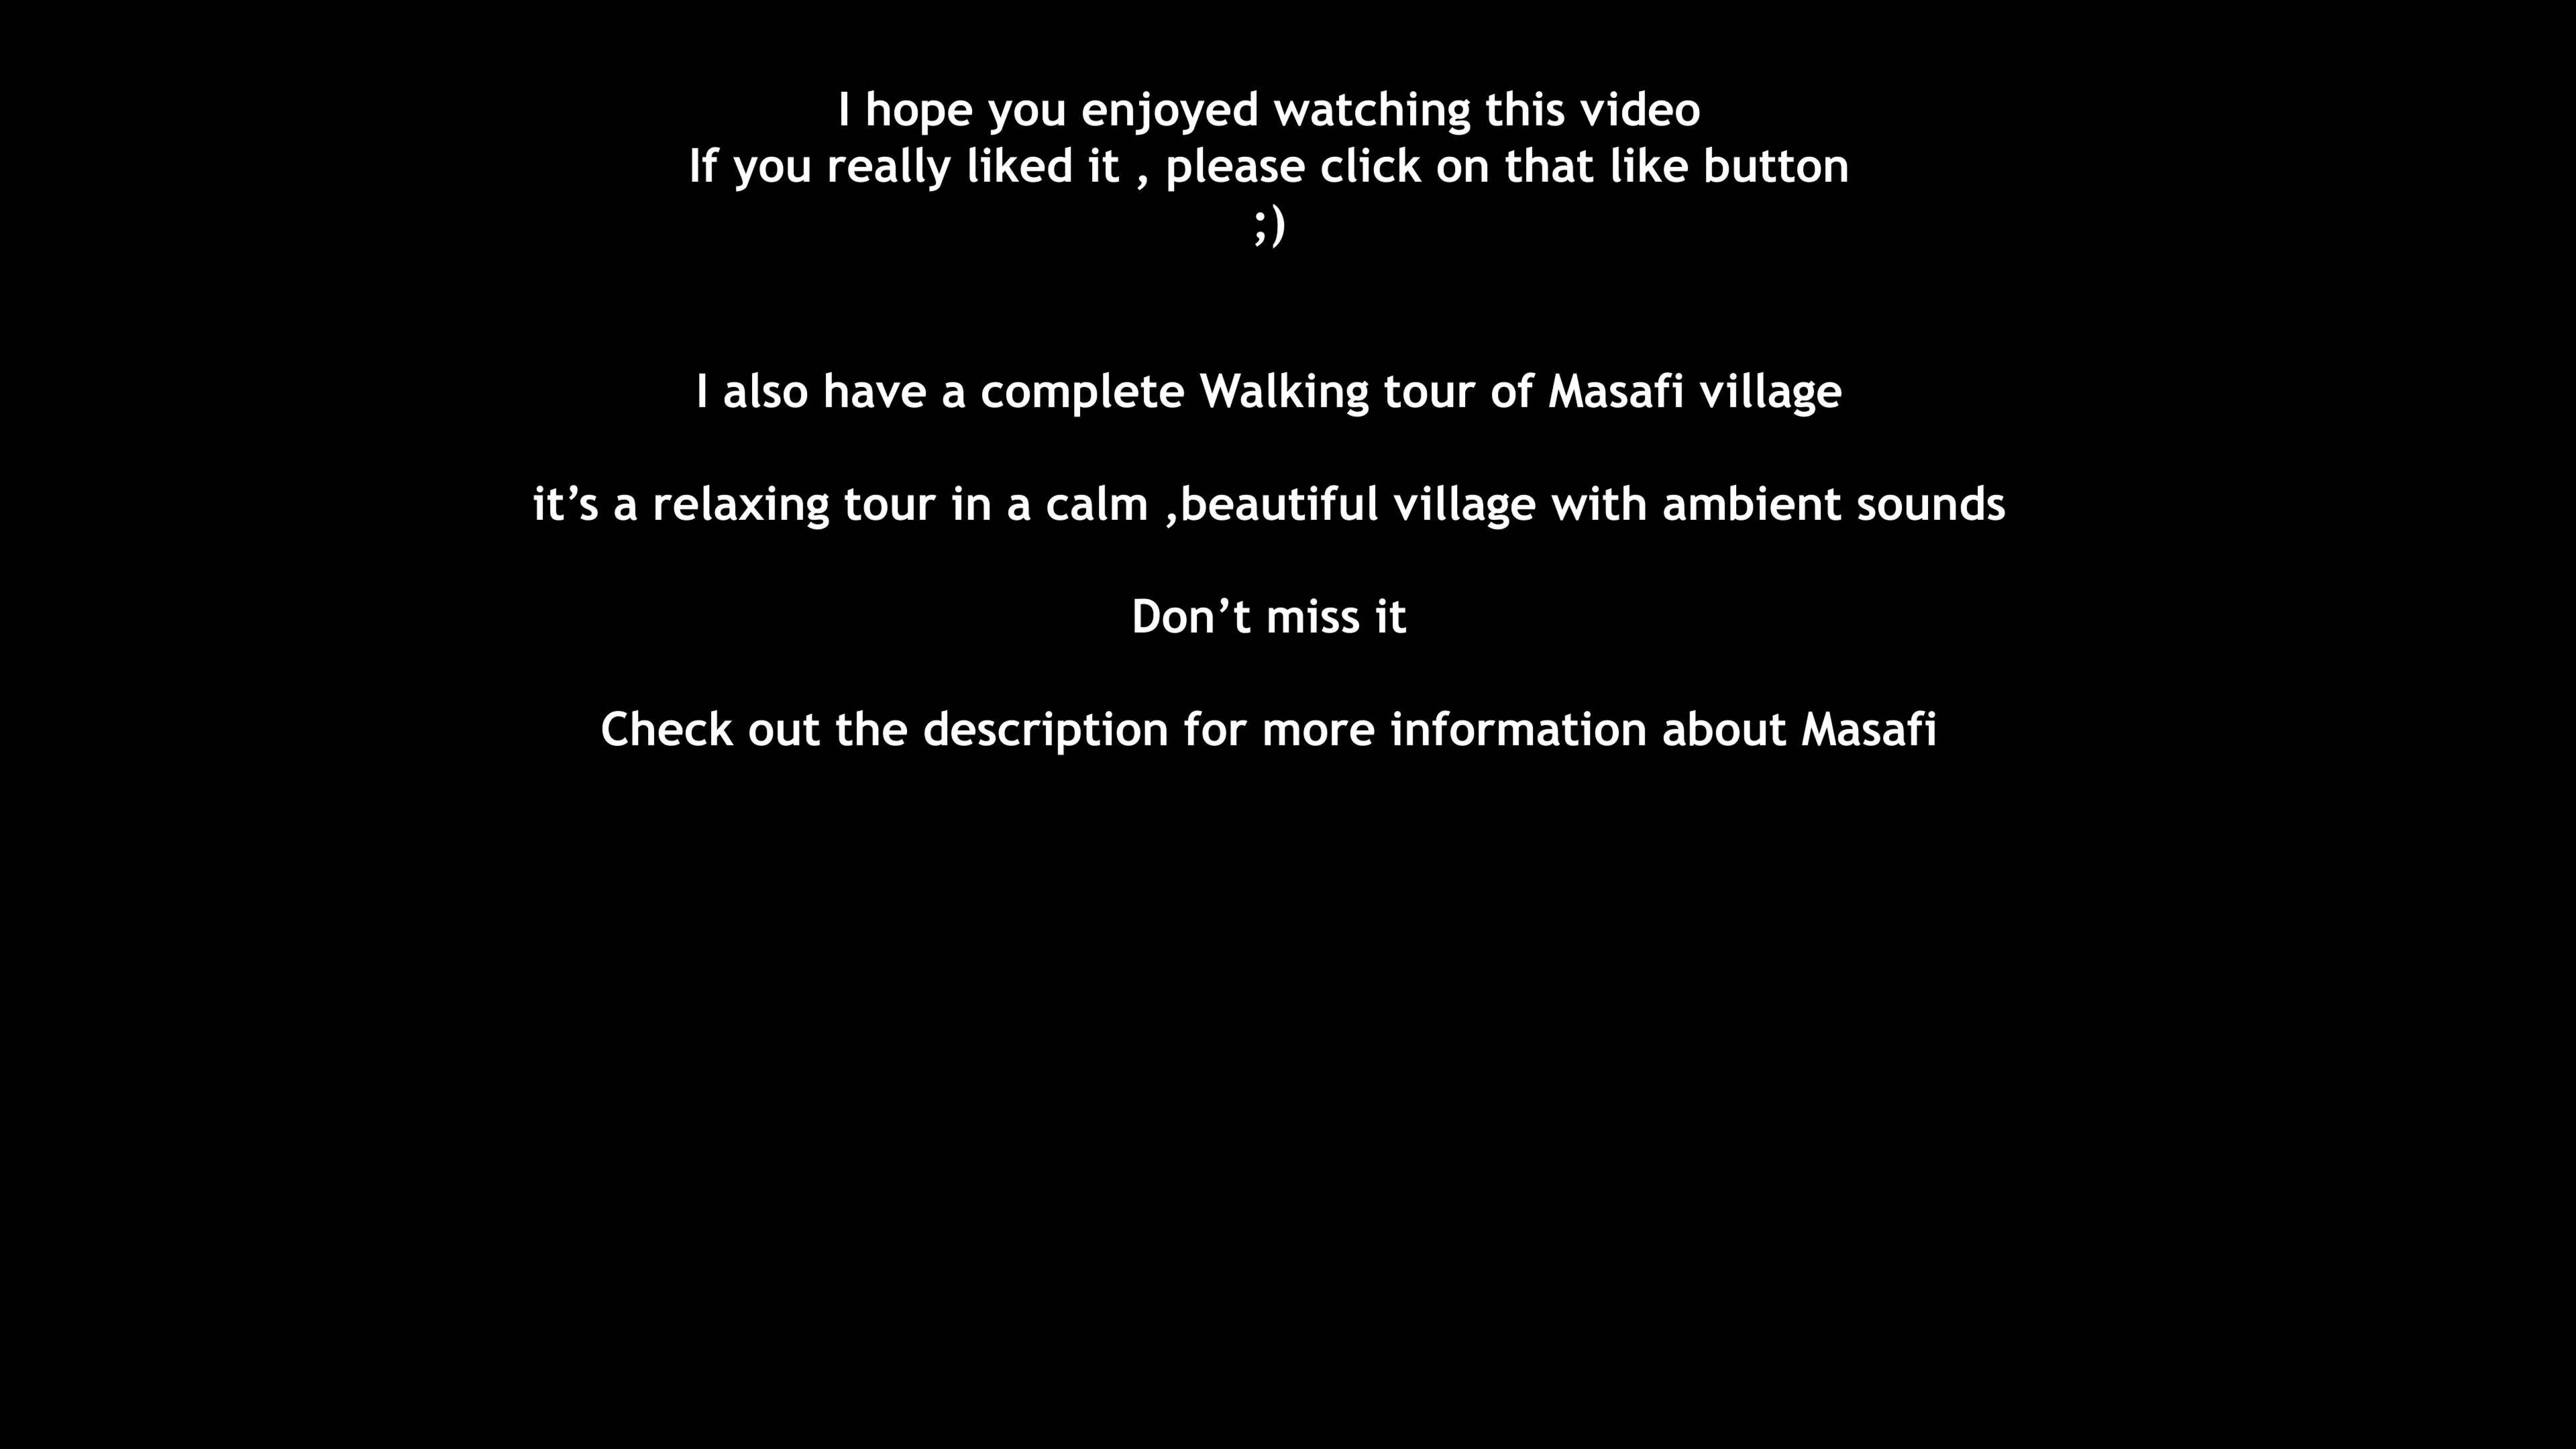 I hope you enjoyed watching this video
If you really liked it , please click on that like button
;)
I also have a complete Walking tour of Masafi village
it’s a relaxing tour in a calm ,beautiful village with ambient sounds
Don’t miss it
Check out the description for more information about Masafi